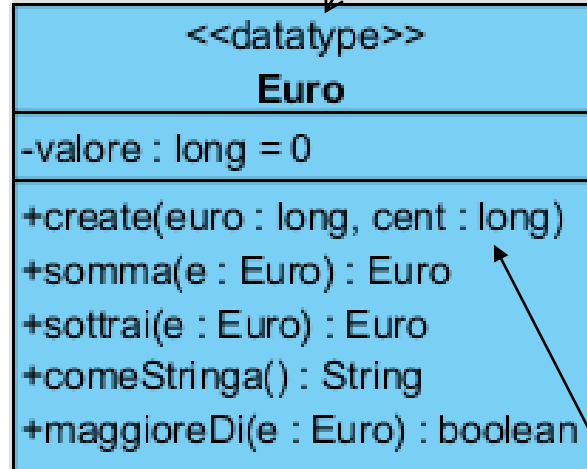 <<datatype>>
Euro
-valore : long = 0
+create(euro : long, cent : long)
+somma(e : Euro) : Euro
+sottrai(e : Euro) : Euro
+comeStringa() : String
+maggioreDi(e : Euro) : boolean